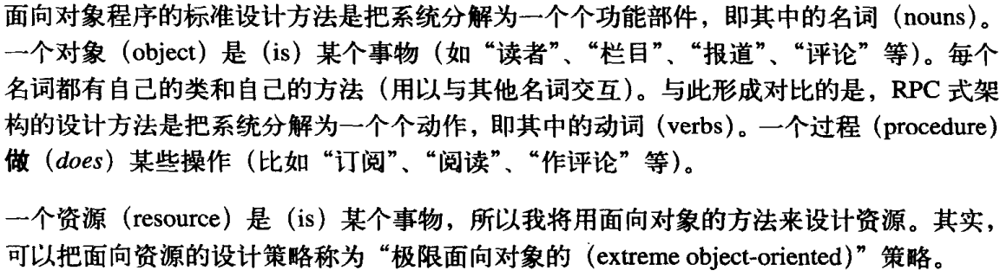 面向对象程序的标准设计方法是把系统分解为一个个功能部件，即其中的名词（nouns）。
一个对象（object）是（is）某个事物（如“读者”、“栏目”、“报道”、“评论”等）。每个
名词都有自己的类和自己的方法（用以与其他名词交互）。与此形成对比的是，RPC 式架
构的设计方法是把系统分解为一个个动作，即其中的动词（verbs）。一个过程（procedure）
做（does）某些操作（比如“订阅”、“阅读”、“作评论”等）。
一个资源（resource）是（is）某个事物，所以我将用面向对象的方法来设计资源。其实，
可以把面向资源的设计策略称为“极限面向对象的（extreme object-oriented）”策略。